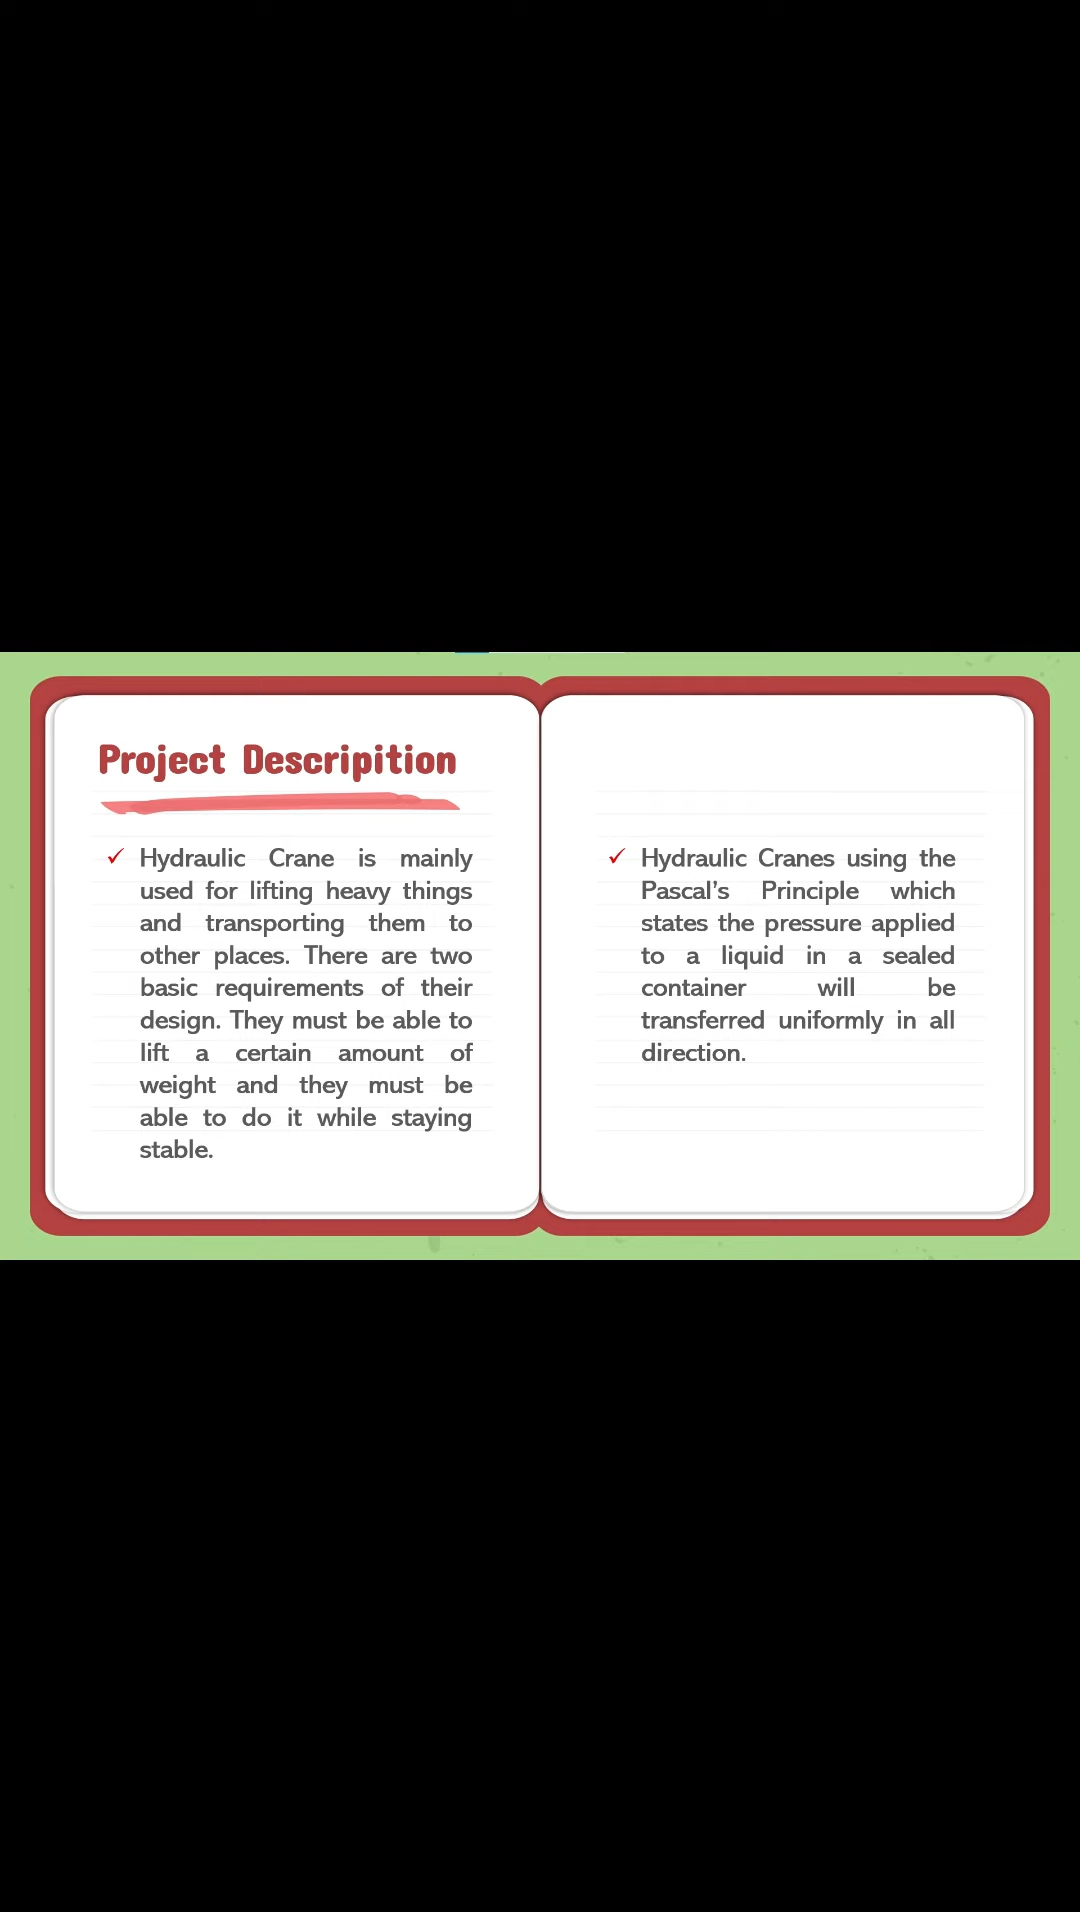 Project Descripition
✓ Hydraulic Crane is mainly
used for lifting heavy things
and transporting them to
other places. There are two
basic requirements of their
design. They must be able to
lift a certain amount of
weight and they must be
able to do it while staying
stable.
✓ Hydraulic Cranes using the
Pascal's Principle which
states the pressure applied
to a liquid in a sealed
container will be
transferred uniformly in all
direction.